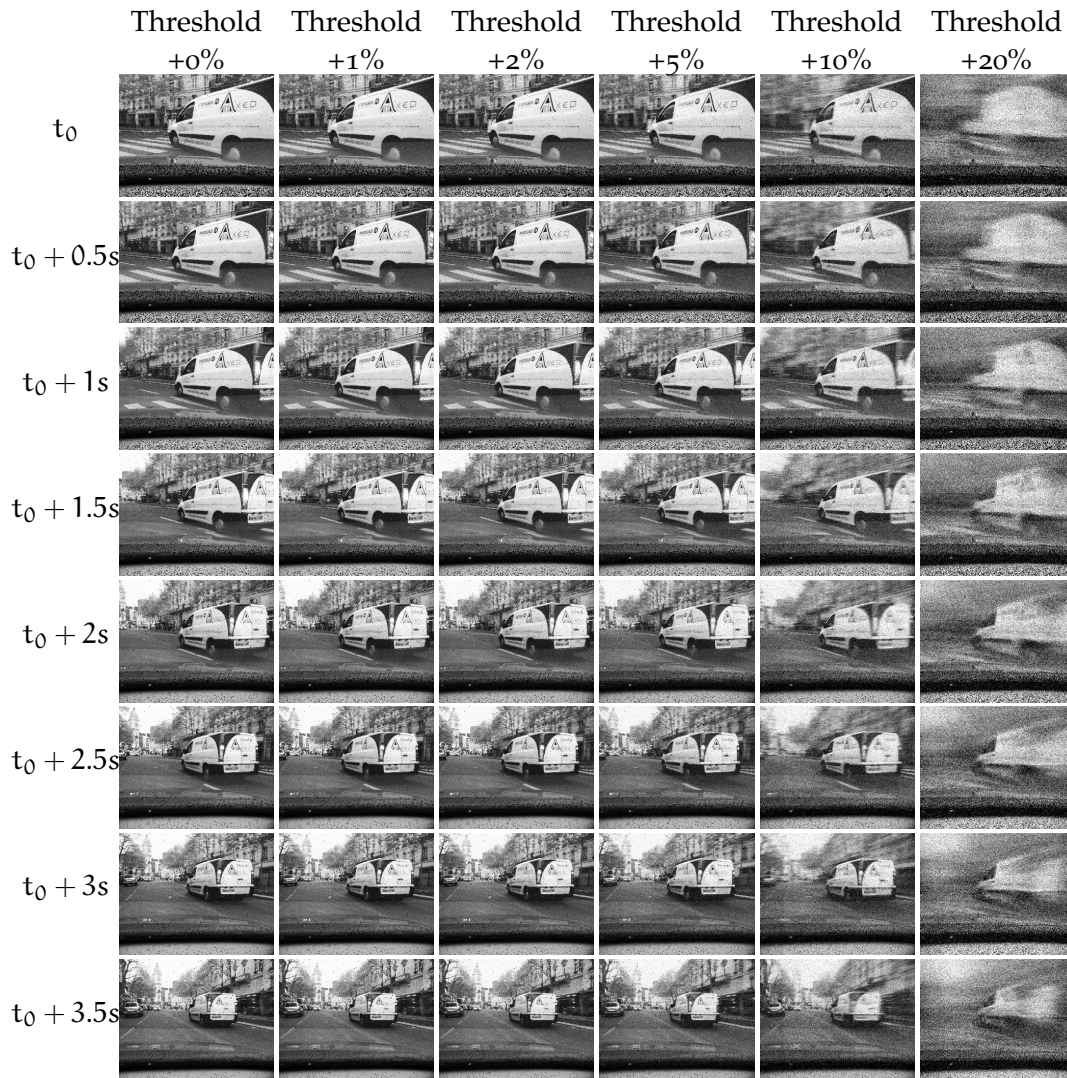 Threshold Threshold Threshold Threshold Threshold Threshold
+0% +1% +2% +5% +10% +20%
t₀
t₀ + 0.5s
t₀ + 1s
t₀ + 1.5s
t₀ + 2s
t₀ + 2.5s
t₀ + 3s
t₀ + 3.5s